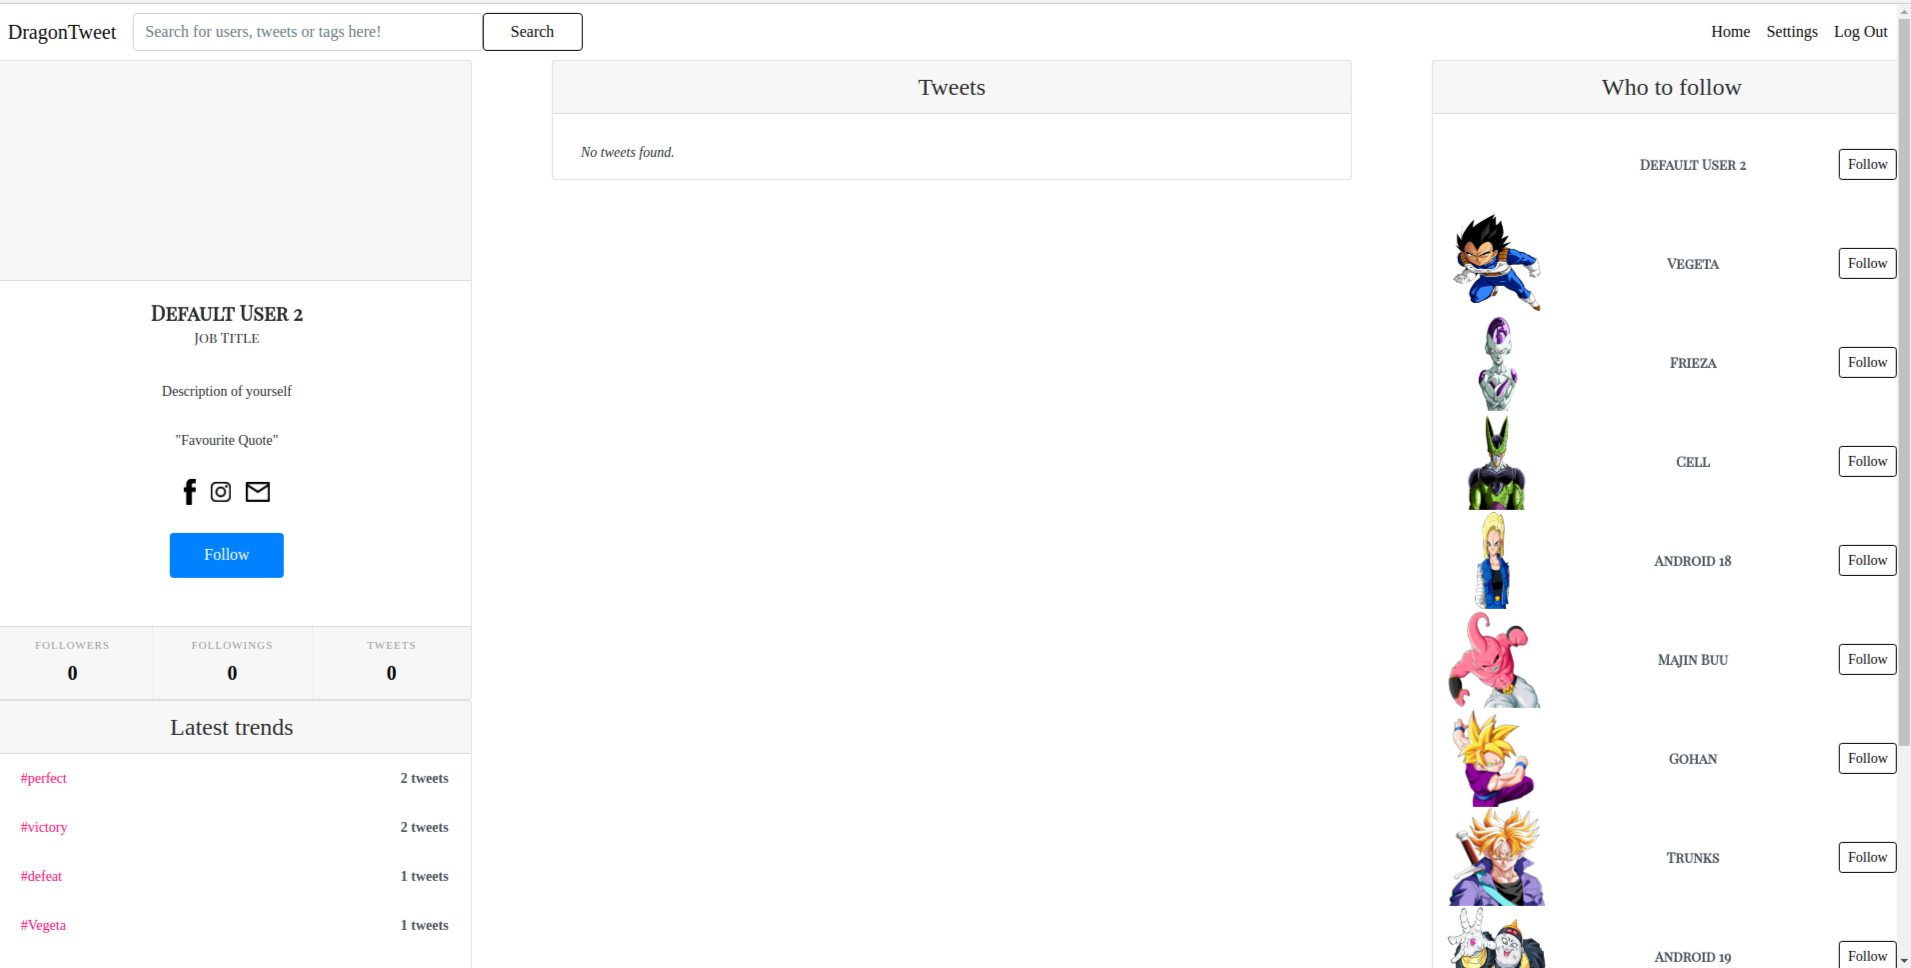 DragonTweet
Search for users, tweets or tags here!
Search
Home Settings Log Out
Default User 2
Job Title
Description of yourself
"Favourite Quote"
Follow
FOLLOWERS FOLLOWINGS TWEETS
0 0 0
Latest trends
#perfect 2 tweets
#victory 2 tweets
#defeat 1 tweets
#Vegeta 1 tweets
Tweets
No tweets found.
Who to follow
Default User 2 Follow
Vegeta Follow
Frieza Follow
Cell Follow
Android 18 Follow
Majin Buu Follow
Gohan Follow
Trunks Follow
Android 19 Follow